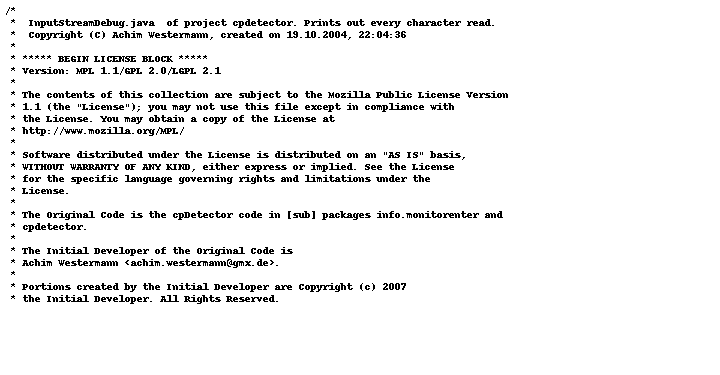 /*
 *  InputStreamDebug.java  of project cpdetector. Prints out every character read.
 *  Copyright (C) Achim Westermann, created on 19.10.2004, 22:04:36
 *
 * ***** BEGIN LICENSE BLOCK *****
 * Version: MPL 1.1/GPL 2.0/LGPL 2.1
 *
 * The contents of this collection are subject to the Mozilla Public License Version
 * 1.1 (the "License"); you may not use this file except in compliance with
 * the License. You may obtain a copy of the License at
 * http://www.mozilla.org/MPL/
 *
 * Software distributed under the License is distributed on an "AS IS" basis,
 * WITHOUT WARRANTY OF ANY KIND, either express or implied. See the License
 * for the specific language governing rights and limitations under the
 * License.
 *
 * The Original Code is the cpDetector code in [sub] packages info.monitorenter and
 * cpdetector.
 *
 * The Initial Developer of the Original Code is
 * Achim Westermann <achim.westermann@gmx.de>.
 *
 * Portions created by the Initial Developer are Copyright (c) 2007
 * the Initial Developer. All Rights Reserved.